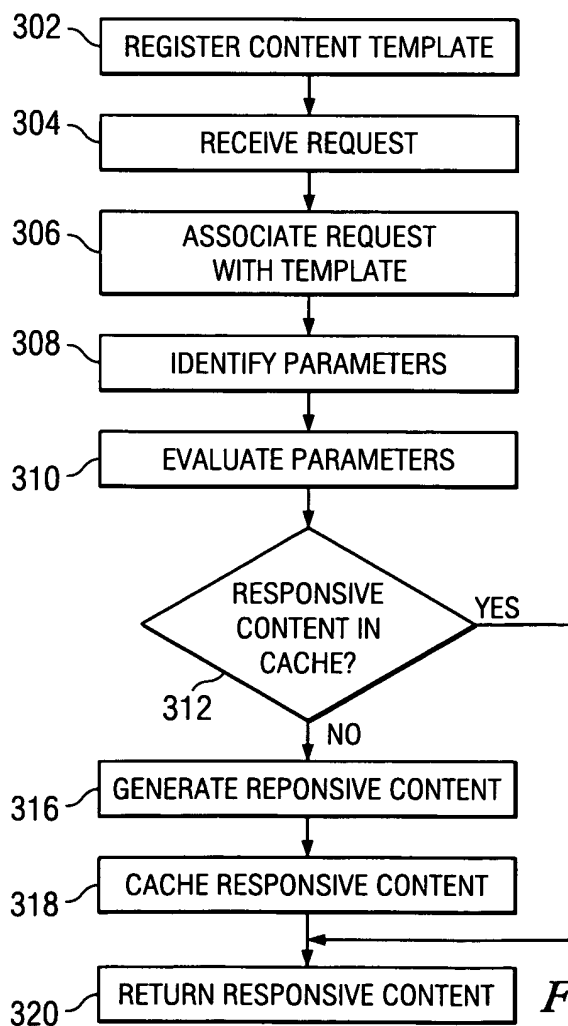 302
REGISTER CONTENT TEMPLATE
304
RECEIVE REQUEST
306
ASSOCIATE REQUEST
WITH TEMPLATE
308
IDENTIFY PARAMETERS
310
EVALUATE PARAMETERS
RESPONSIVE
CONTENT IN
CACHE?
YES
312
NO
316
GENERATE REPONSIVE CONTENT
318
CACHE RESPONSIVE CONTENT
320
RETURN RESPONSIVE CONTENT
F